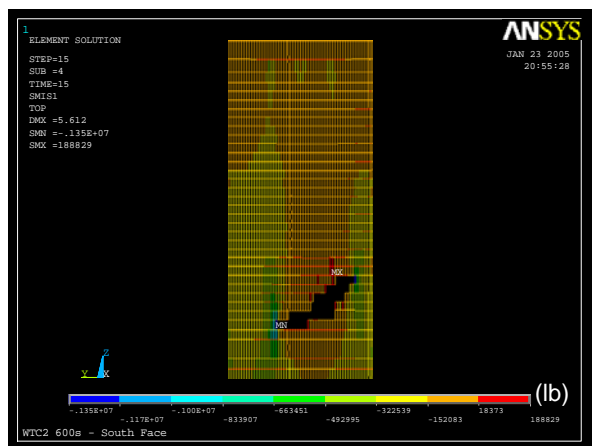 1
ANSYS
ELEMENT SOLUTION
JAN 23 2005
20:55:28
STEP=15
SUB =4
TIME=15
SMIS1
TOP
DMX =5.612
SMN =-.135E+07
SMX =188829
MX
MN
Z
Y X
(lb)
-.135E+07 -.117E+07 -.100E+07 -833907 -663451 -492995 -322539 -152083 18373 188829
WTC2 600s - South Face